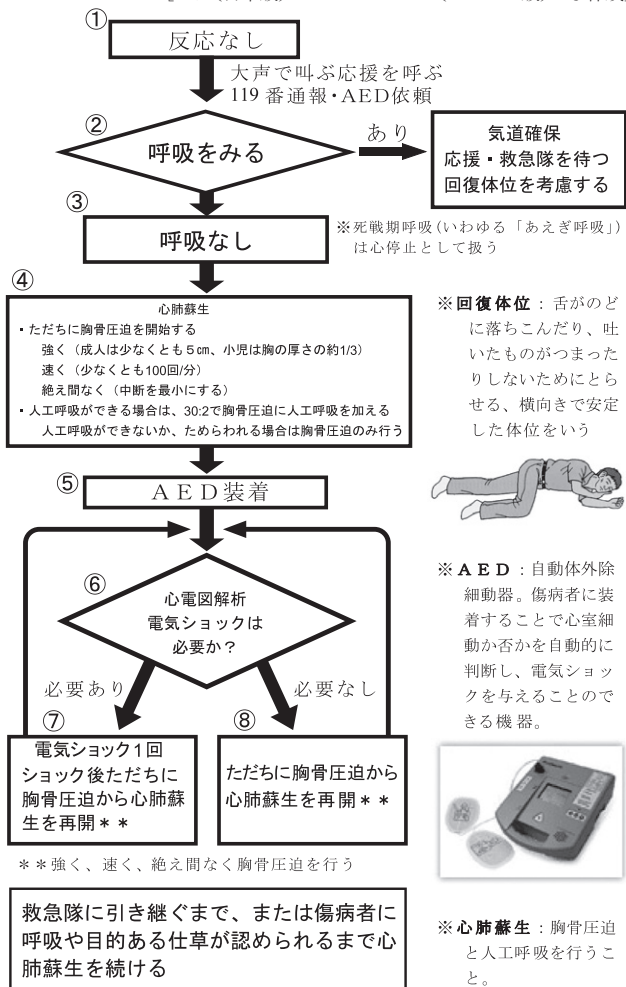 ①
反応なし
大声で叫ぶ応援を呼ぶ
119番通報・AED依頼
②
呼吸をみる
あり
気道確保
応援・救急隊を待つ
回復体位を考慮する
③
呼吸なし
※死戦期呼吸(いわゆる「あえぎ呼吸」)
は心停止として扱う
④
心肺蘇生
・ただちに胸骨圧迫を開始する
強く（成人は少なくとも５㎝、小児は胸の厚さの約1/3）
速く（少なくとも100回/分）
絶え間なく（中断を最小にする）
・人工呼吸ができる場合は、30:2で胸骨圧迫に人工呼吸を加える
人工呼吸ができないか、ためらわれる場合は胸骨圧迫のみ行う
※回復体位：舌がのど
に落ちこんだり、吐
いたものがつまった
りしないためにとら
せる、横向きで安定
した体位をいう
⑤
ＡＥＤ装着
⑥
心電図解析
電気ショックは
必要か？
必要あり
必要なし
⑦
電気ショック１回
ショック後ただちに
胸骨圧迫から心肺蘇
生を再開＊＊
⑧
ただちに胸骨圧迫から
心肺蘇生を再開＊＊
＊＊強く、速く、絶え間なく胸骨圧迫を行う
救急隊に引き継ぐまで、または傷病者に
呼吸や目的ある仕草が認められるまで心
肺蘇生を続ける
※ＡＥＤ：自動体外除
細動器。傷病者に装
着することで心室細
動か否かを自動的に
判断し、電気ショッ
クを与えることので
きる機器。
※心肺蘇生：胸骨圧迫
と人工呼吸を行うこ
と。